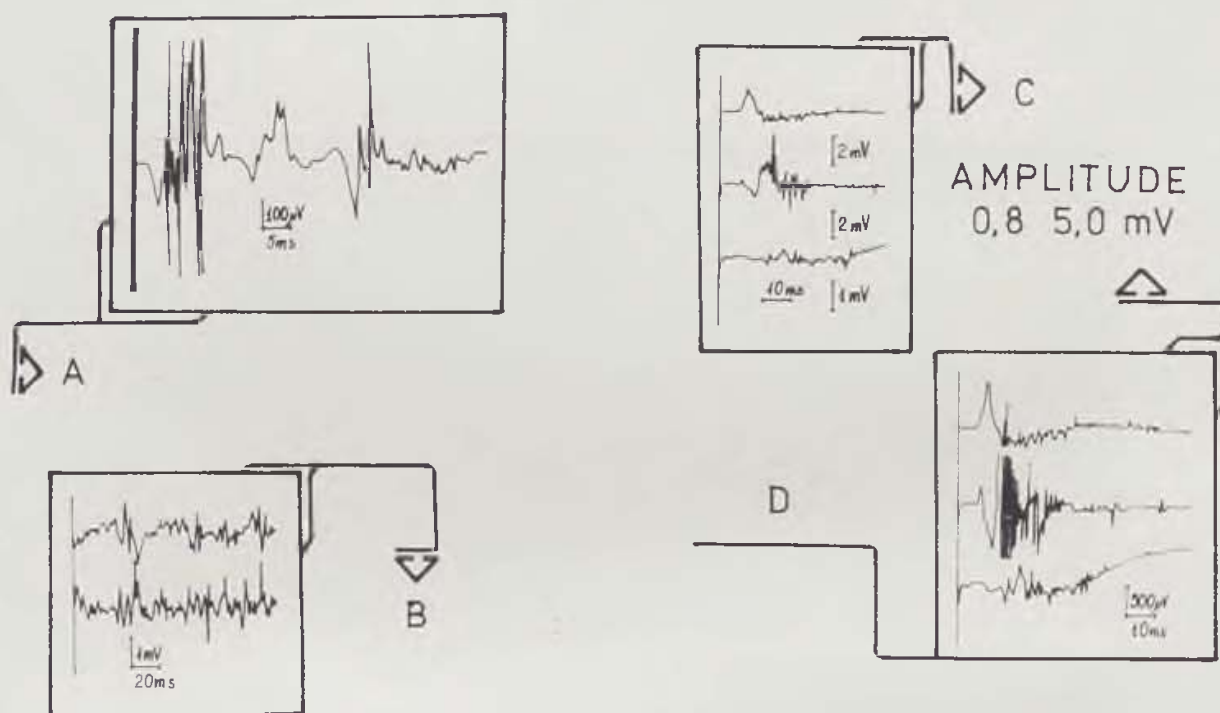 100µV
5ms
A
1mV
20ms
B
2mV
2mV
10ms
1mV
C
AMPLITUDE
0,8 5,0 mV
D
500µV
10ms